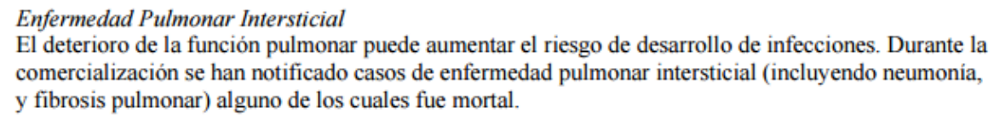 Enfermedad Pulmonar Intersticial
El deterioro de la función pulmonar puede aumentar el riesgo de desarrollo de infecciones. Durante la
comercialización se han notificado casos de enfermedad pulmonar intersticial (incluyendo neumonía,
y fibrosis pulmonar) alguno de los cuales fue mortal.